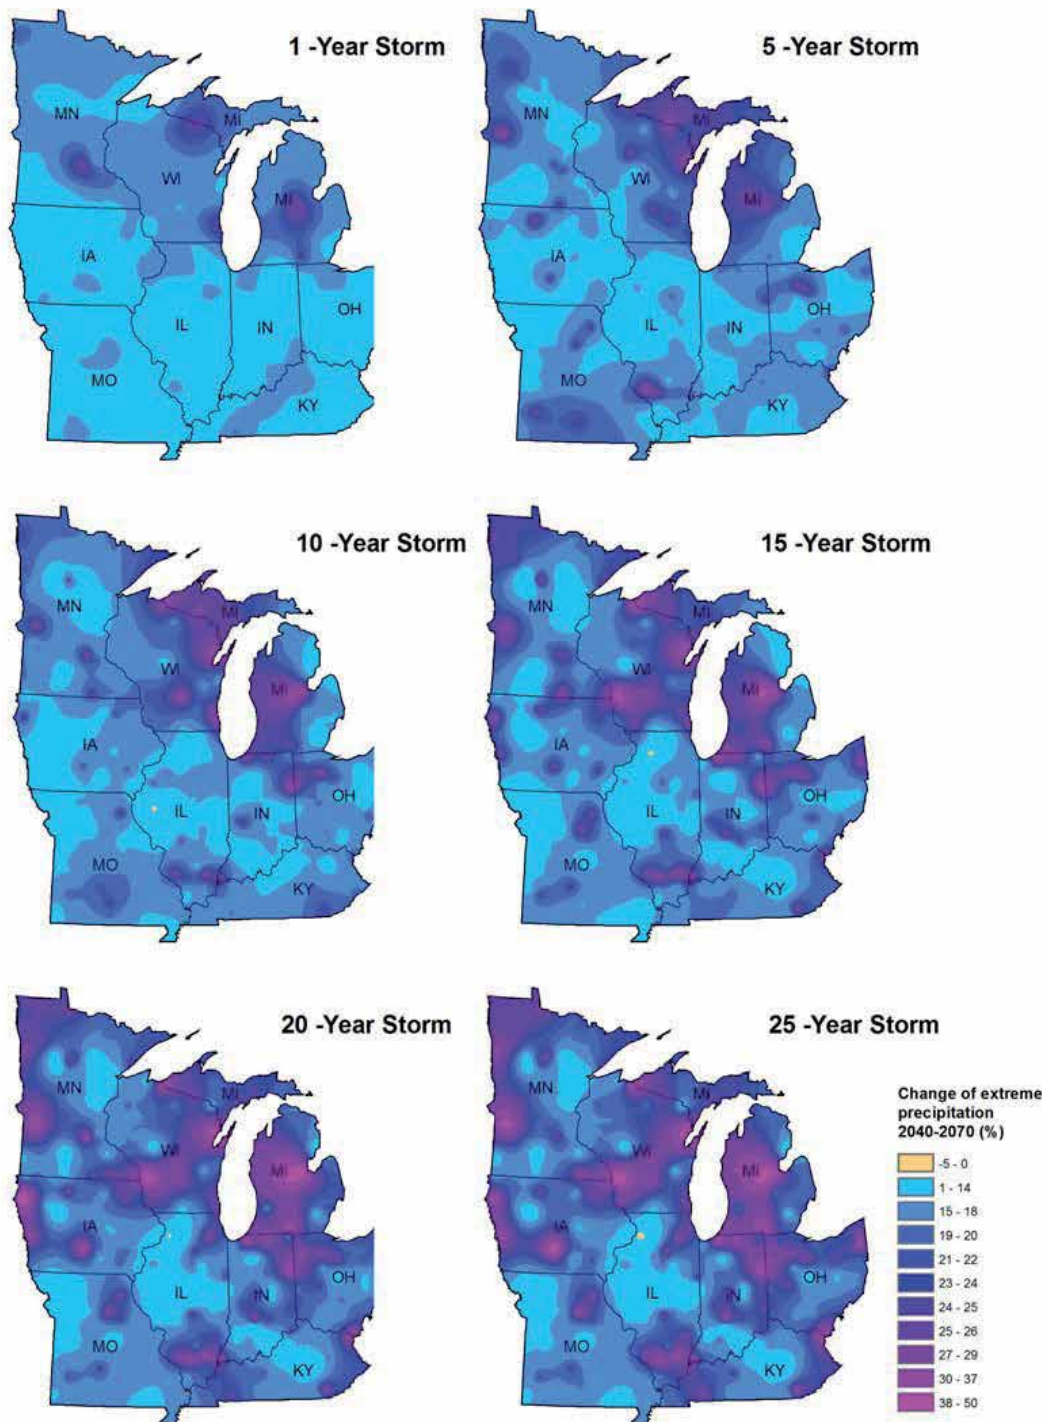 1 -Year Storm
5 -Year Storm
MN
MI
WI
MI
IA
IL
IN
OH
MO
KY
MN
MI
WI
MI
IA
IL
IN
OH
MO
KY
10 -Year Storm
15 -Year Storm
MN
MI
WI
MI
IA
IL
IN
OH
MO
KY
MN
MI
WI
MI
IA
IL
IN
OH
MO
KY
20 -Year Storm
25 -Year Storm
MN
MI
WI
MI
IA
IL
IN
OH
MO
KY
MN
MI
WI
MI
IA
IL
IN
OH
MO
KY
Change of extreme
precipitation
2040-2070 (%)
-5 - 0
1 - 14
15 - 18
19 - 20
21 - 22
23 - 24
24 - 25
25 - 26
27 - 29
30 - 37
38 - 50